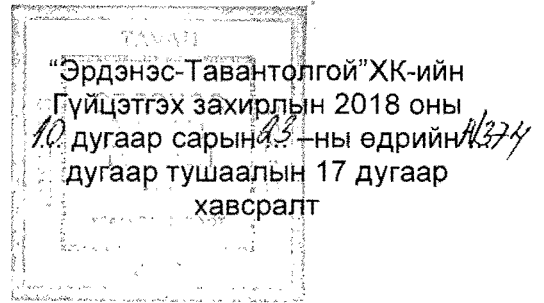 ТАВАН
“Эрдэнэс-Тавантолгой”ХК-ийн
Гүйцэтгэх захирлын 2018 оны
10 дугаар сарын 23 –ны өдрийн А/374
дугаар тушаалын 17 дугаар
хавсралт